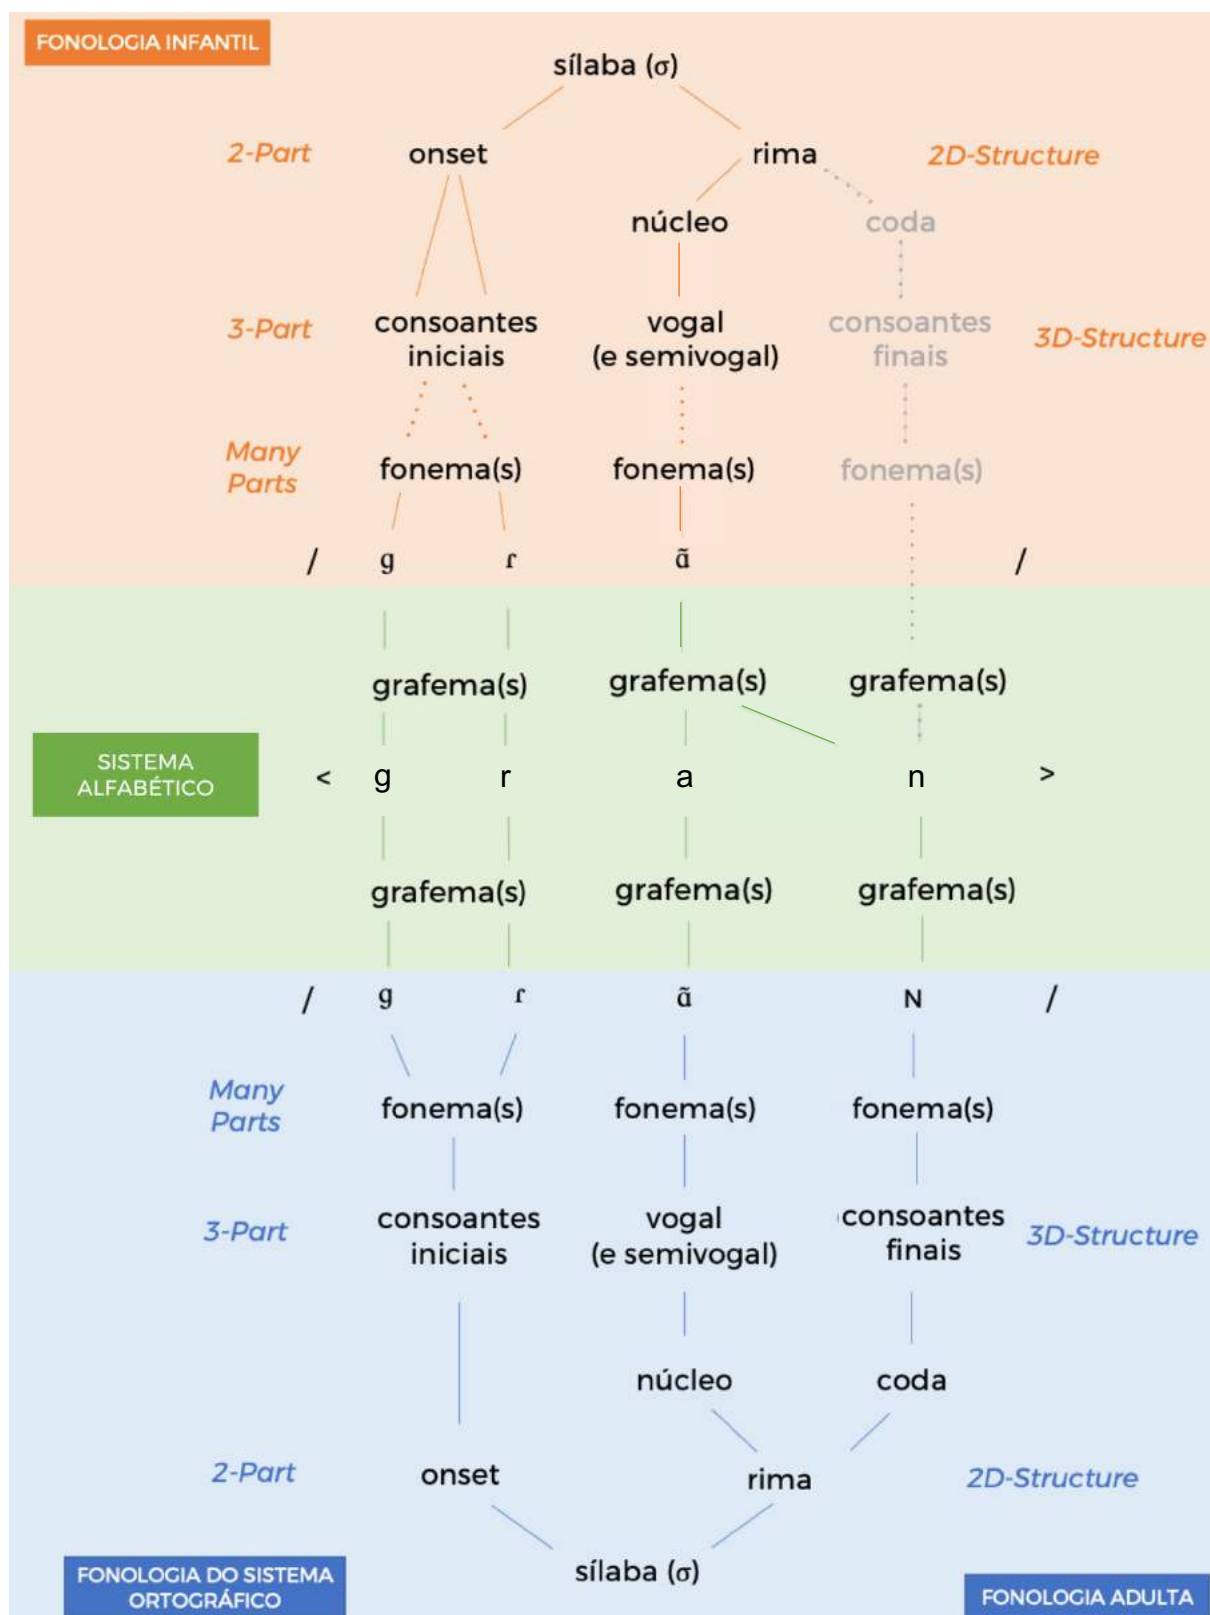 FONOLOGIA INFANTIL
sílaba (σ)
2-Part onset rima 2D-Structure
núcleo coda
3-Part consoantes iniciais vogal (e semivogal) consoantes finais 3D-Structure
Many Parts fonema(s) fonema(s) fonema(s)
/ ɡ ɾ ã /
grafema(s) grafema(s) grafema(s)
SISTEMA ALFABÉTICO < g r a n >
grafema(s) grafema(s) grafema(s)
/ ɡ ɾ ã N /
Many Parts fonema(s) fonema(s) fonema(s)
3-Part consoantes iniciais vogal (e semivogal) consoantes finais 3D-Structure
núcleo coda
2-Part onset rima 2D-Structure
sílaba (σ)
FONOLOGIA DO SISTEMA ORTOGRÁFICO FONOLOGIA ADULTA